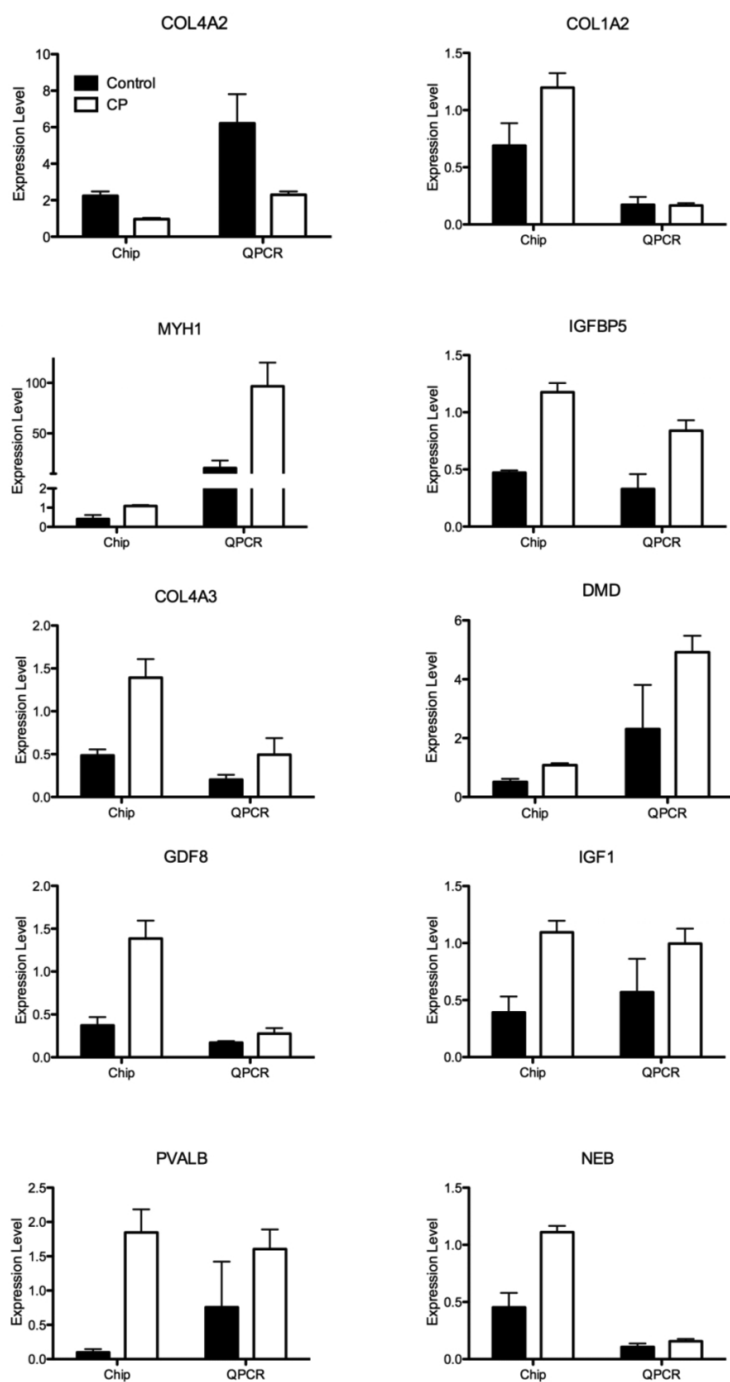 COL4A2
Expression Level
10
8
6
4
2
0
Control
CP
Chip QPCR
COL1A2
Expression Level
1.5
1.0
0.5
0.0
Chip QPCR
MYH1
Expression Level
100
50
2
1
0
Chip QPCR
IGFBP5
Expression Level
1.5
1.0
0.5
0.0
Chip QPCR
COL4A3
Expression Level
2.0
1.5
1.0
0.5
0.0
Chip QPCR
DMD
Expression Level
6
4
2
0
Chip QPCR
GDF8
Expression Level
2.0
1.5
1.0
0.5
0.0
Chip QPCR
IGF1
Expression Level
1.5
1.0
0.5
0.0
Chip QPCR
PVALB
Expression Level
2.5
2.0
1.5
1.0
0.5
0.0
Chip QPCR
NEB
Expression Level
1.5
1.0
0.5
0.0
Chip QPCR